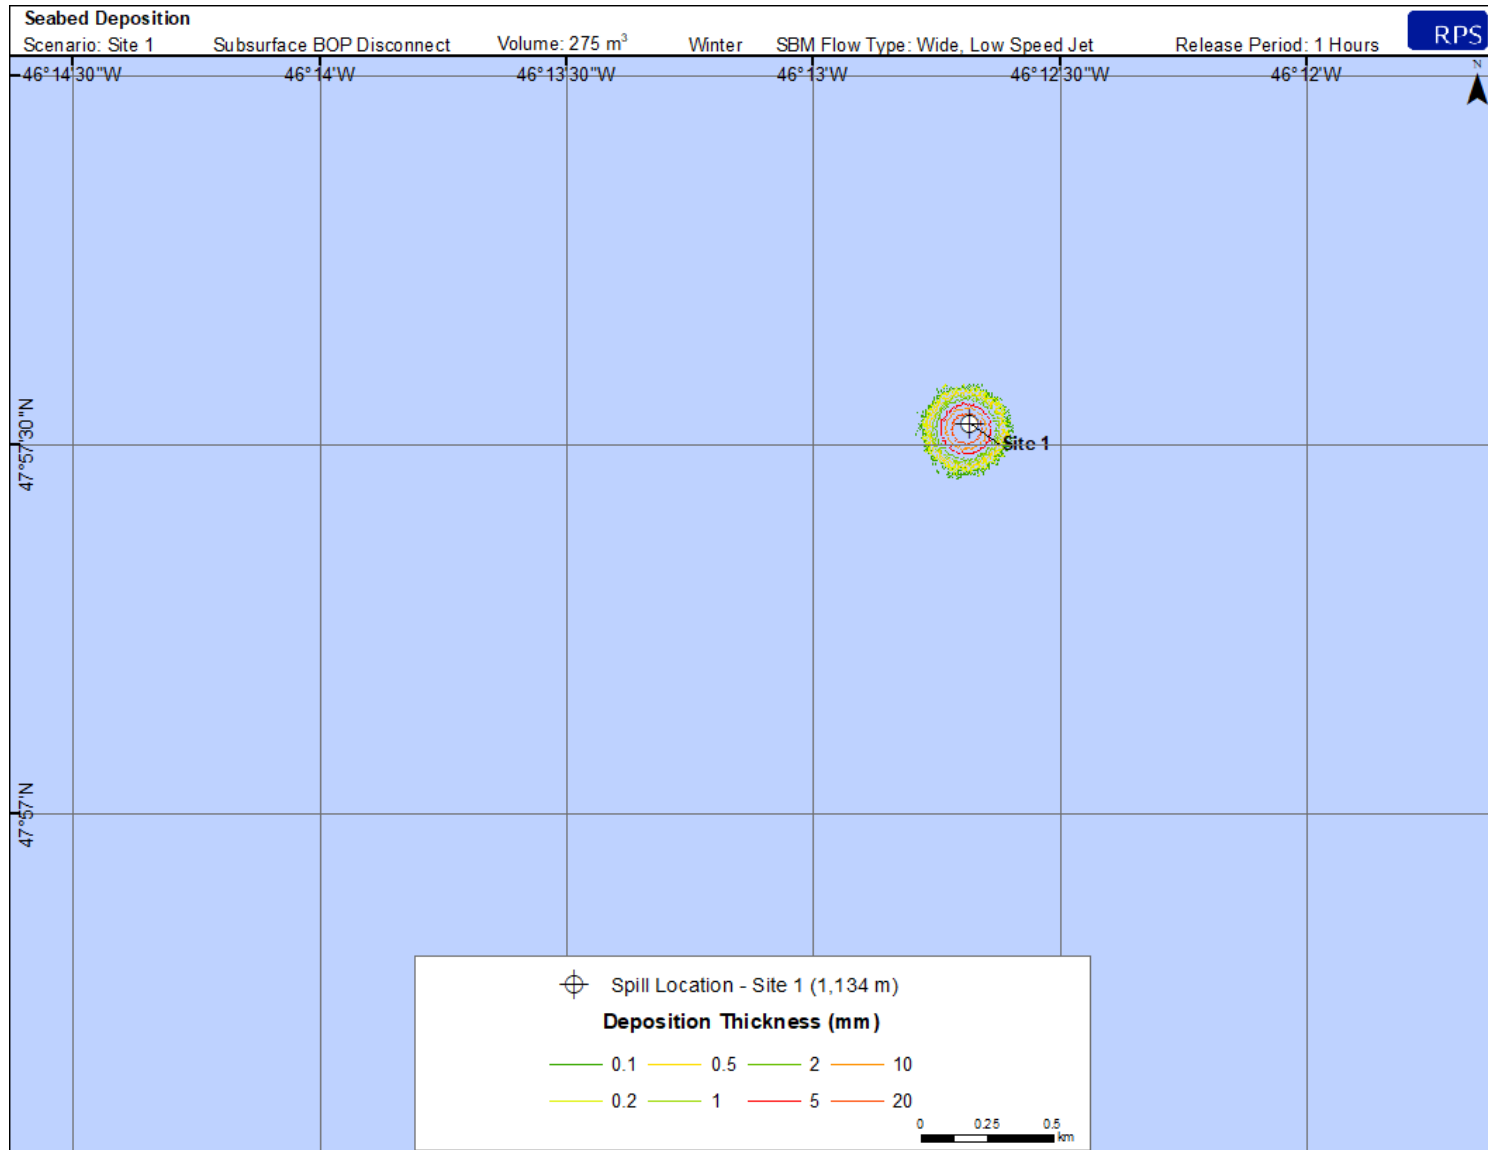 Seabed Deposition
Scenario: Site 1 Subsurface BOP Disconnect Volume: 275 m³ Winter SBM Flow Type: Wide, Low Speed Jet Release Period: 1 Hours RPS
46°14'30"W 46°14'W 46°13'30"W 46°13'W 46°12'30"W 46°12'W
N
47°57'30"N
Site 1
47°57'N
Spill Location - Site 1 (1,134 m)
Deposition Thickness (mm)
0.1 0.5 2 10
0.2 1 5 20
0 0.25 0.5
km